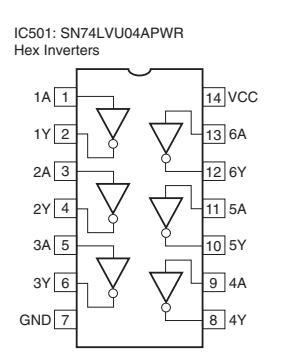 IC501: SN74LVU04APWR
Hex Inverters
1A 1 14 VCC
1Y 2 13 6A
2A 3 12 6Y
2Y 4 11 5A
3A 5 10 5Y
3Y 6 9 4A
GND 7 8 4Y